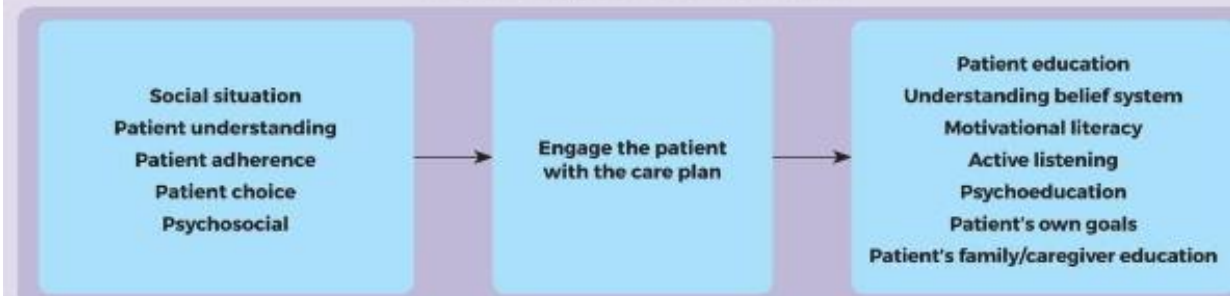 Social situation
Patient understanding
Patient adherence
Patient choice
Psychosocial
Engage the patient
with the care plan
Patient education
Understanding belief system
Motivational literacy
Active listening
Psychoeducation
Patient's own goals
Patient's family/caregiver education